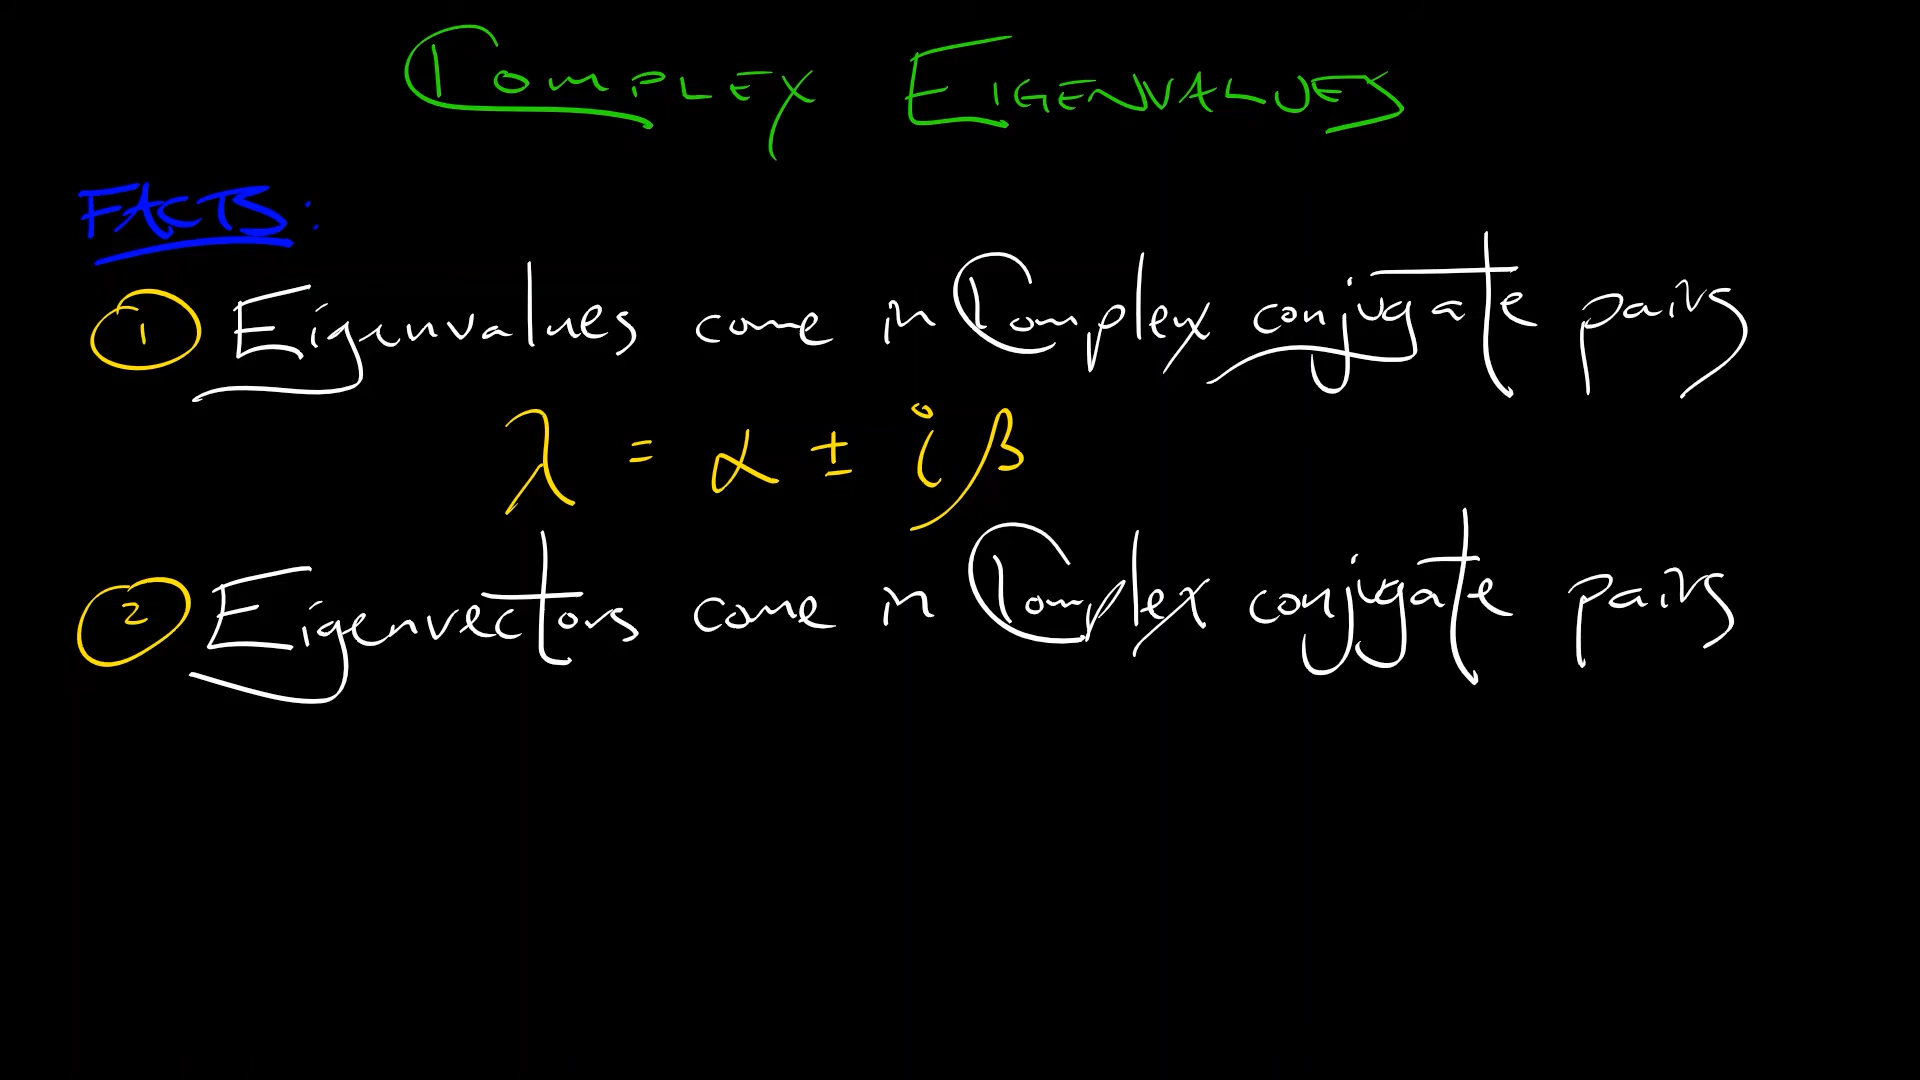 COMPLEX EIGENVALUES
FACTS:
1 Eigenvalues come in Complex conjugate pairs
λ = α ± iβ
2 Eigenvectors come in Complex conjugate pairs